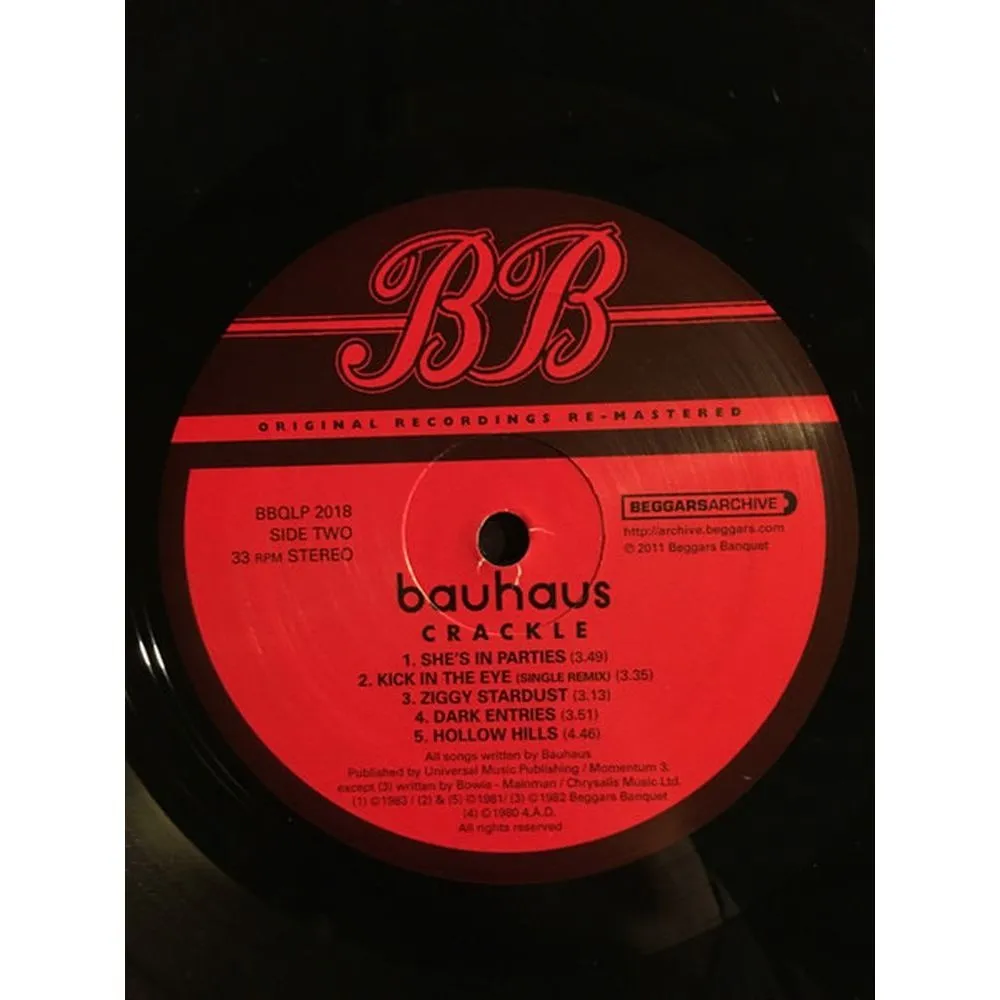 BB
ORIGINAL RECORDINGS RE-MASTERED
BBQLP 2018
SIDE TWO
33 RPM STEREO
BEGGARSARCHIVE
http://archive.beggars.com
© 2011 Beggars Banquet
bauhaus
CRACKLE
1. SHE'S IN PARTIES (3.49)
2. KICK IN THE EYE (SINGLE REMIX) (3.35)
3. ZIGGY STARDUST (3.13)
4. DARK ENTRIES (3.51)
5. HOLLOW HILLS (4.46)
All songs written by Bauhaus
Published by Universal Music Publishing / Momentum 3.
except (3) written by Bowie - Mainman / Chrysalis Music Ltd.
(1) ©1983 / (2) & (5) ©1981/ (3) ©1982 Beggars Banquet
(4) ©1980 4.A.D.
All rights reserved